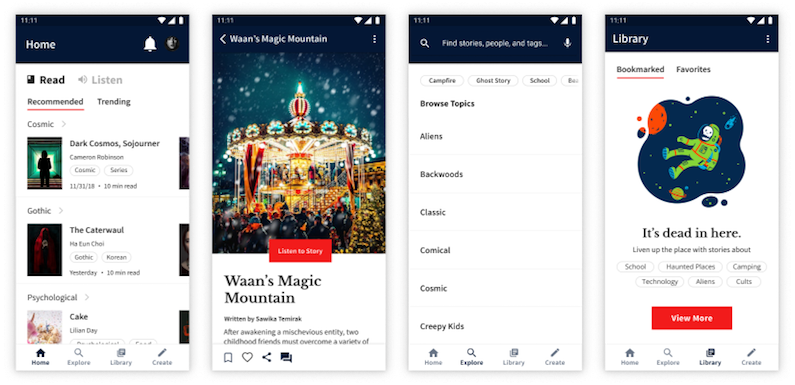 11:11
Home
Read Listen
Recommended Trending
Cosmic
Dark Cosmos, Sojourner
Cameron Robinson
Cosmic Series
11/31/18 • 10 min read
Gothic
The Caterwaul
Ha Eun Choi
Gothic Korean
Yesterday • 10 min read
Psychological
Cake
Lilian Day
Psychological Food
Home Explore Library Create
11:11
Waan's Magic Mountain
Listen to Story
Waan's Magic
Mountain
Written by Sawika Temirak
After awakening a mischevious entity, two
childhood friends must overcome a variety of
11:11
Find stories, people, and tags...
Campfire Ghost Story School
Browse Topics
Aliens
Backwoods
Classic
Comical
Cosmic
Creepy Kids
Home Explore Library Create
11:11
Library
Bookmarked Favorites
It's dead in here.
Liven up the place with stories about
School Haunted Places Camping
Technology Aliens Cults
View More
Home Explore Library Create